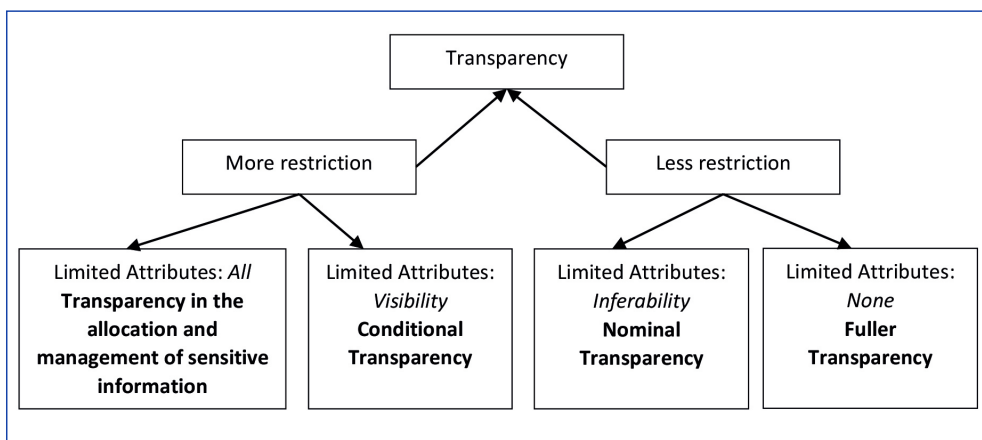 Transparency
More restriction
Less restriction
Limited Attributes: All
Transparency in the
allocation and
management of sensitive
information
Limited Attributes:
Visibility
Conditional
Transparency
Limited Attributes:
Inferability
Nominal
Transparency
Limited Attributes:
None
Fuller
Transparency